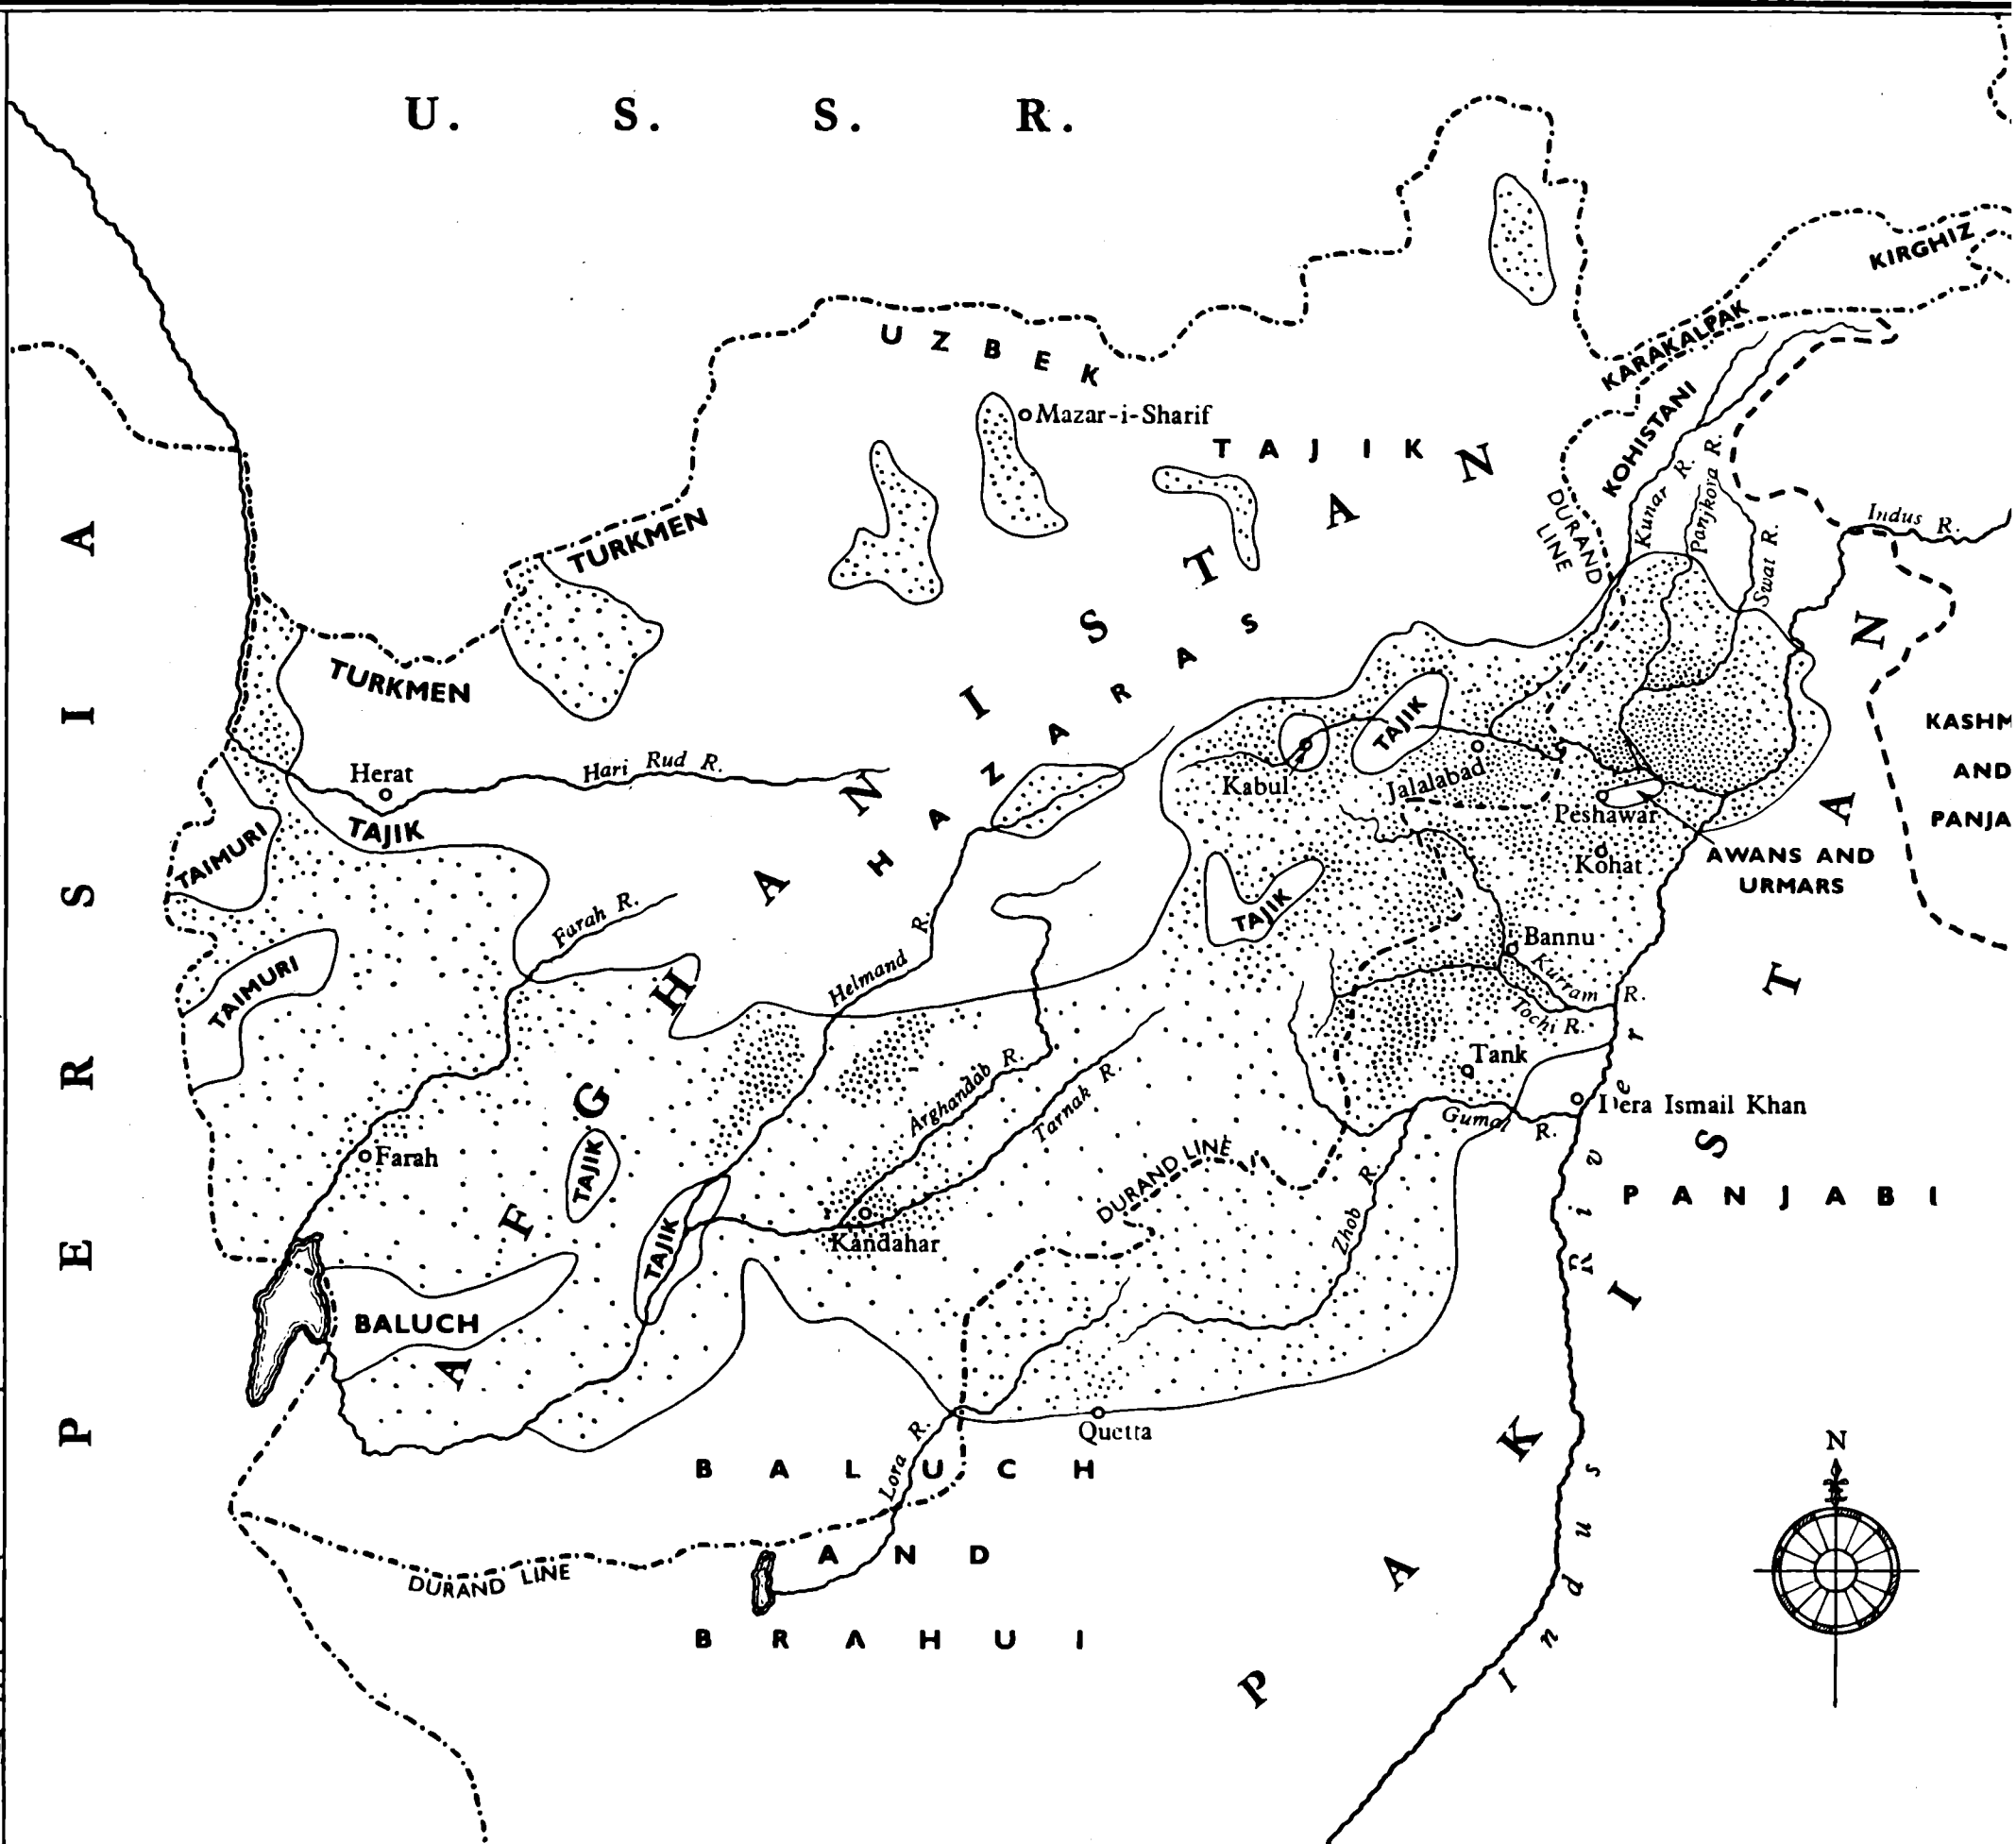 U. S. S. R.
PERSIA
AFGHANISTAN
PAKISTAN
UZBEK
Mazar-i-Sharif
TAJIK
KIRGHIZ
KARAKALPAK
KOHISTANI
DURAND
LINE
Kunar R.
Panjkora R.
Swat R.
Indus R.
TURKMEN
TURKMEN
HAZARAS
Herat
Hari Rud R.
TAJIK
TAIMURI
TAIMURI
Farah R.
Helmand R.
Kabul
TAJIK
Jalalabad
Peshawar
Kohat
AWANS AND
URMARS
KASHM
AND
PANJA
TAJIK
Bannu
Kurram R.
Tochi R.
Tank
Dera Ismail Khan
Gumal R.
Arghandab R.
Tarnak R.
DURAND LINE
Zhob R.
Farah
TAJIK
TAJIK
Kandahar
PANJABI
Indus River
BALUCH
Quetta
Lora R.
BALUCH
AND
BRAHUI
DURAND LINE
N